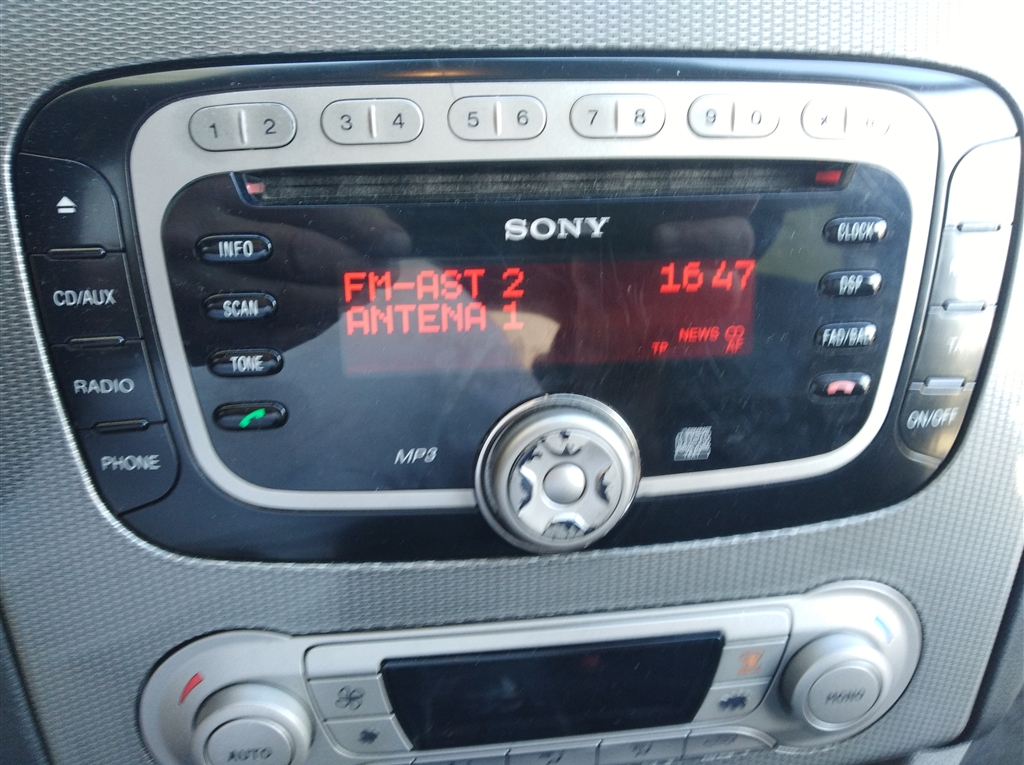 1 2 3 4 5 6 7 8 9 0 *
SONY
INFO
CLOCK
FM-AST 2 16 47
CD/AUX
SCAN
ANTENA 1
DSP
NEWS
TP AF
FAD/BAL
TONE
RADIO
ON/OFF
PHONE
MP3
AUTO
MONO